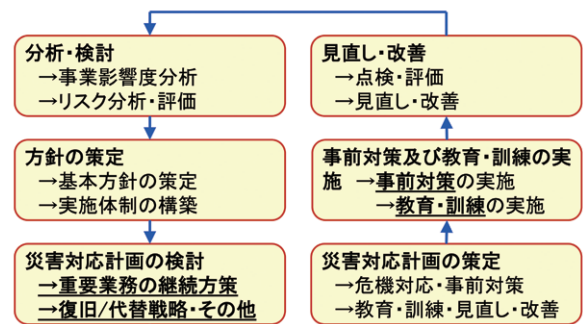 分析・検討
→事業影響度分析
→リスク分析・評価
方針の策定
→基本方針の策定
→実施体制の構築
災害対応計画の検討
→重要業務の継続方策
→復旧/代替戦略・その他
見直し・改善
→点検・評価
→見直し・改善
事前対策及び教育・訓練の実
施 →事前対策の実施
→教育・訓練の実施
災害対応計画の策定
→危機対応・事前対策
→教育・訓練・見直し・改善